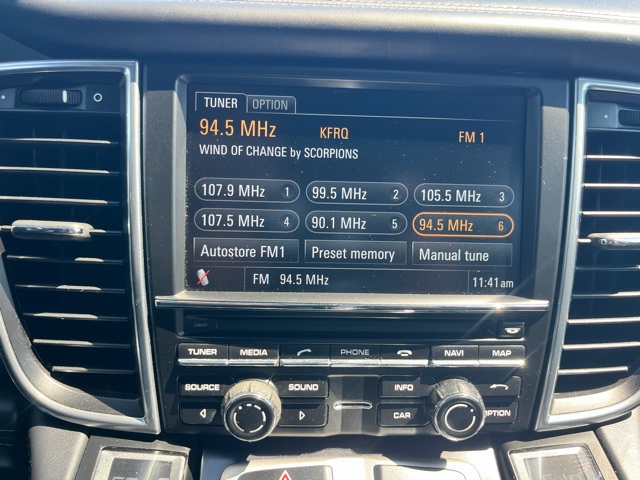 TUNER OPTION
94.5 MHz KFRQ FM 1
WIND OF CHANGE by SCORPIONS
107.9 MHz 1 99.5 MHz 2 105.5 MHz 3
107.5 MHz 4 90.1 MHz 5 94.5 MHz 6
Autostore FM1 Preset memory Manual tune
FM 94.5 MHz 11:41 am
TUNER MEDIA PHONE NAVI MAP
SOURCE SOUND INFO
CAR OPTION